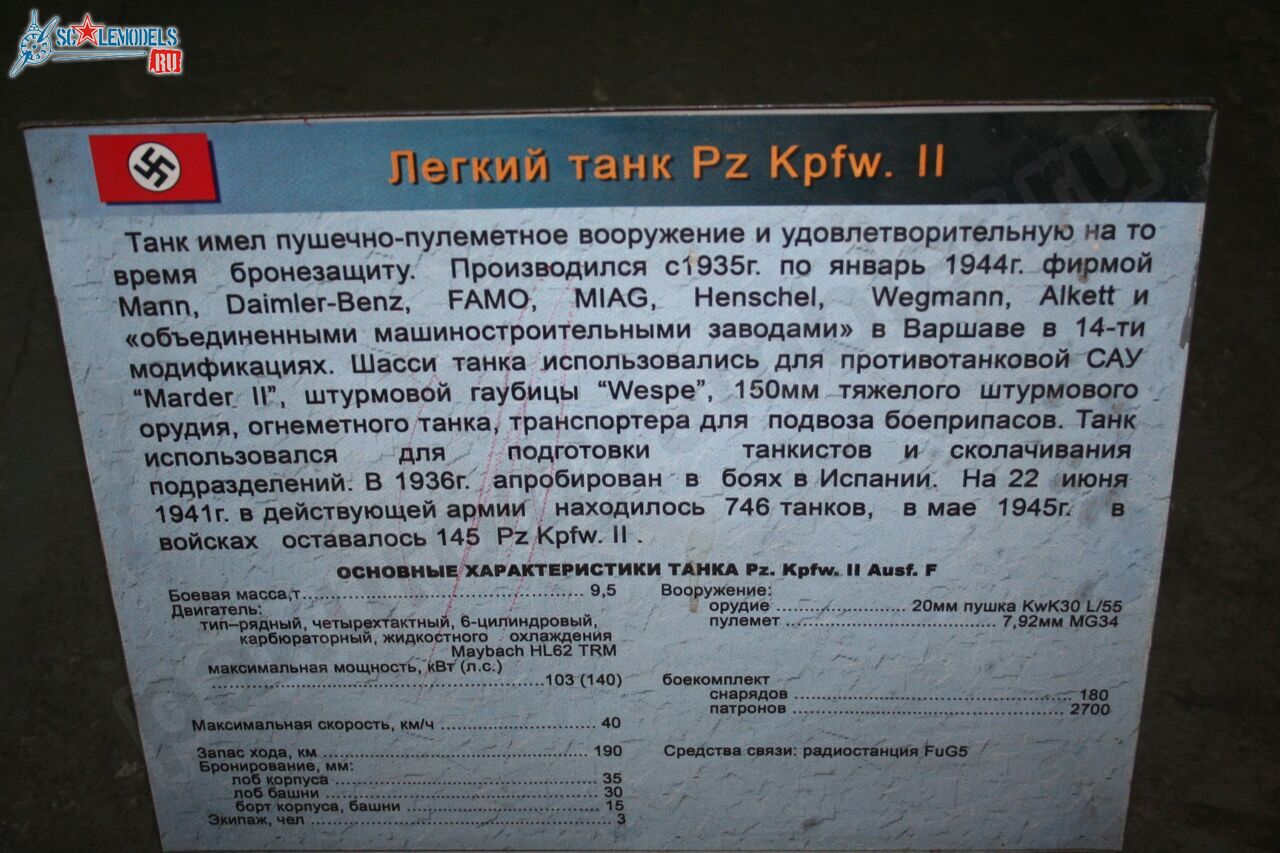 SCALEMODELS
RU
Легкий танк Pz Kpfw. II
Танк имел пушечно-пулеметное вооружение и удовлетворительную на то
время бронезащиту. Производился с1935г. по январь 1944г. фирмой
Mann, Daimler-Benz, FAMO, MIAG, Henschel, Wegmann, Alkett и
«объединенными машиностроительными заводами» в Варшаве в 14-ти
модификациях. Шасси танка использовались для противотанковой САУ
“Marder II”, штурмовой гаубицы “Wespe”, 150мм тяжелого штурмового
орудия, огнеметного танка, транспортера для подвоза боеприпасов. Танк
использовался для подготовки танкистов и сколачивания
подразделений. В 1936г. апробирован в боях в Испании. На 22 июня
1941г. в действующей армии находилось 746 танков, в мае 1945г. в
войсках оставалось 145 Pz Kpfw. II .
ОСНОВНЫЕ ХАРАКТЕРИСТИКИ ТАНКА Pz. Kpfw. II Ausf. F
Боевая масса,т.......................................... 9,5
Двигатель:
тип–рядный, четырехтактный, 6-цилиндровый,
карбюраторный, жидкостного охлаждения
Maybach HL62 TRM
максимальная мощность, кВт (л.с.)
..................................................103 (140)
Максимальная скорость, км/ч ........................ 40
Запас хода, км .......................................... 190
Бронирование, мм:
лоб корпуса ........................................ 35
лоб башни .......................................... 30
борт корпуса, башни .............................. 15
Экипаж, чел .............................................. 3
Вооружение:
орудие .................... 20мм пушка KwK30 L/55
пулемет ................................ 7,92мм MG34
боекомплект
снарядов .......................................... 180
патронов .......................................... 2700
Средства связи: радиостанция FuG5